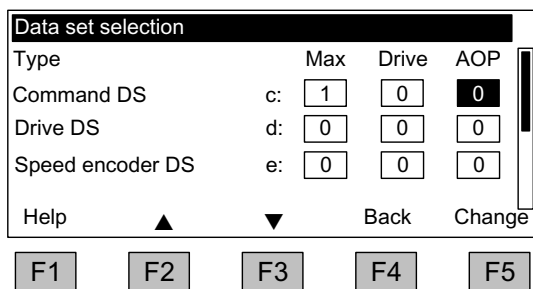 Data set selection
Type Max Drive AOP
Command DS c: 1 0 0
Drive DS d: 0 0 0
Speed encoder DS e: 0 0 0
Help ▲ ▼ Back Change
F1 F2 F3 F4 F5